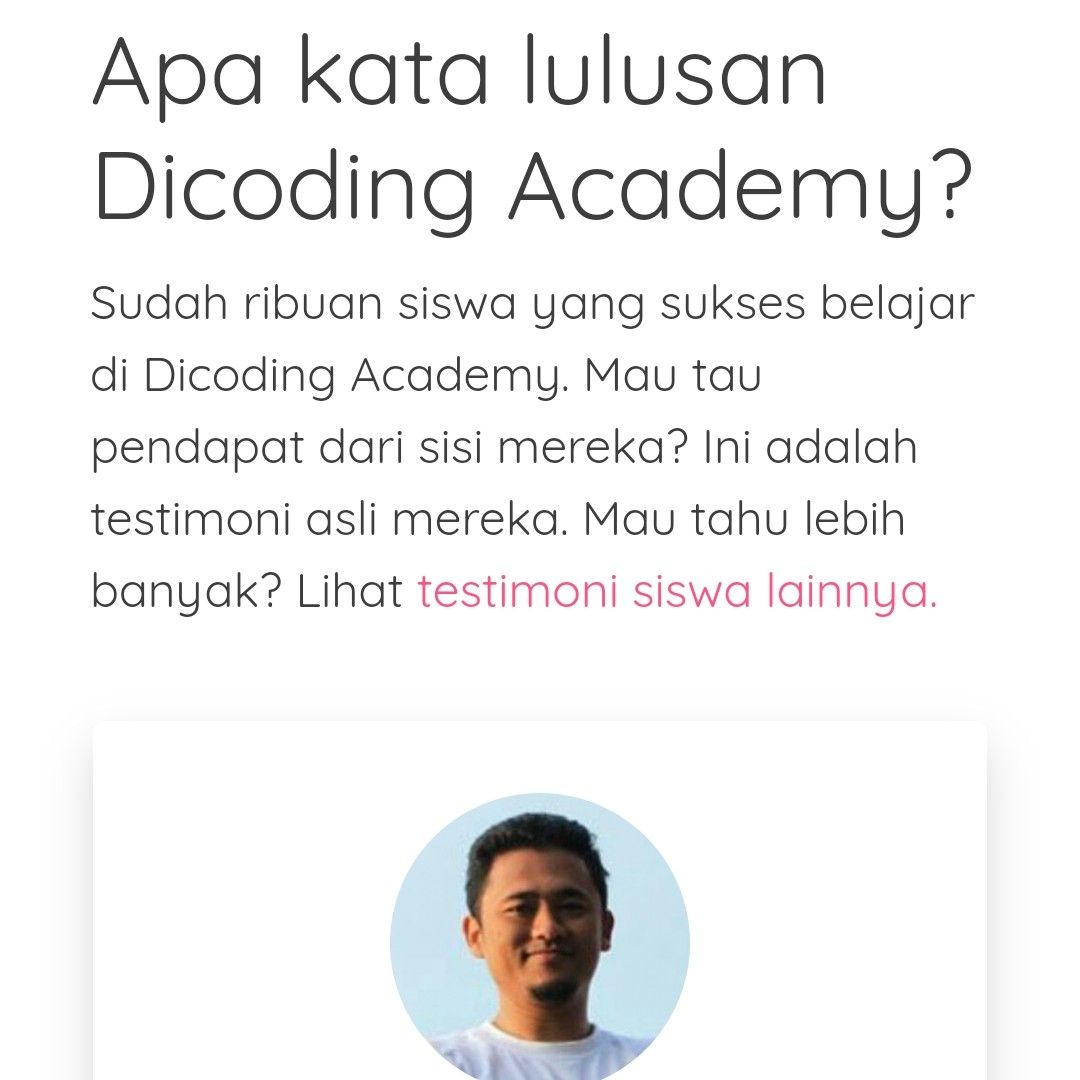 Apa kata lulusan
Dicoding Academy?
Sudah ribuan siswa yang sukses belajar
di Dicoding Academy. Mau tau
pendapat dari sisi mereka? Ini adalah
testimoni asli mereka. Mau tahu lebih
banyak? Lihat testimoni siswa lainnya.